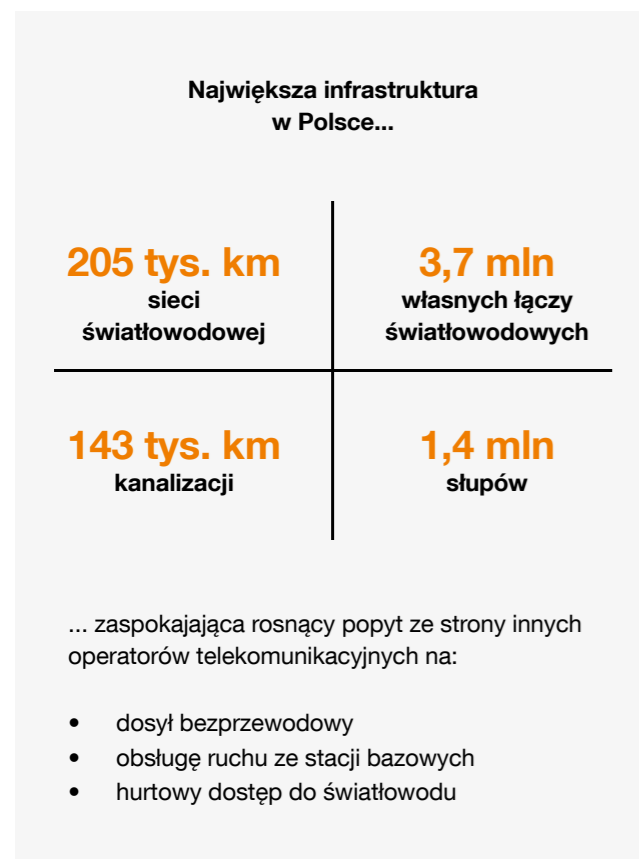 Największa infrastruktura
w Polsce...
205 tys. km
sieci
światłowodowej
3,7 mln
własnych łączy
światłowodowych
143 tys. km
kanalizacji
1,4 mln
słupów
... zaspokajająca rosnący popyt ze strony innych
operatorów telekomunikacyjnych na:
• dosył bezprzewodowy
• obsługę ruchu ze stacji bazowych
• hurtowy dostęp do światłowodu